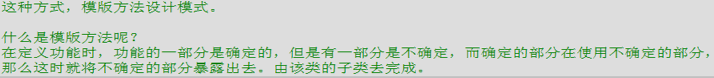 这种方式，模版方法设计模式。
什么是模版方法呢？
在定义功能时，功能的一部分是确定的，但是有一部分是不确定，而确定的部分在使用不确定的部分，
那么这时就将不确定的部分暴露出去。由该类的子类去完成。